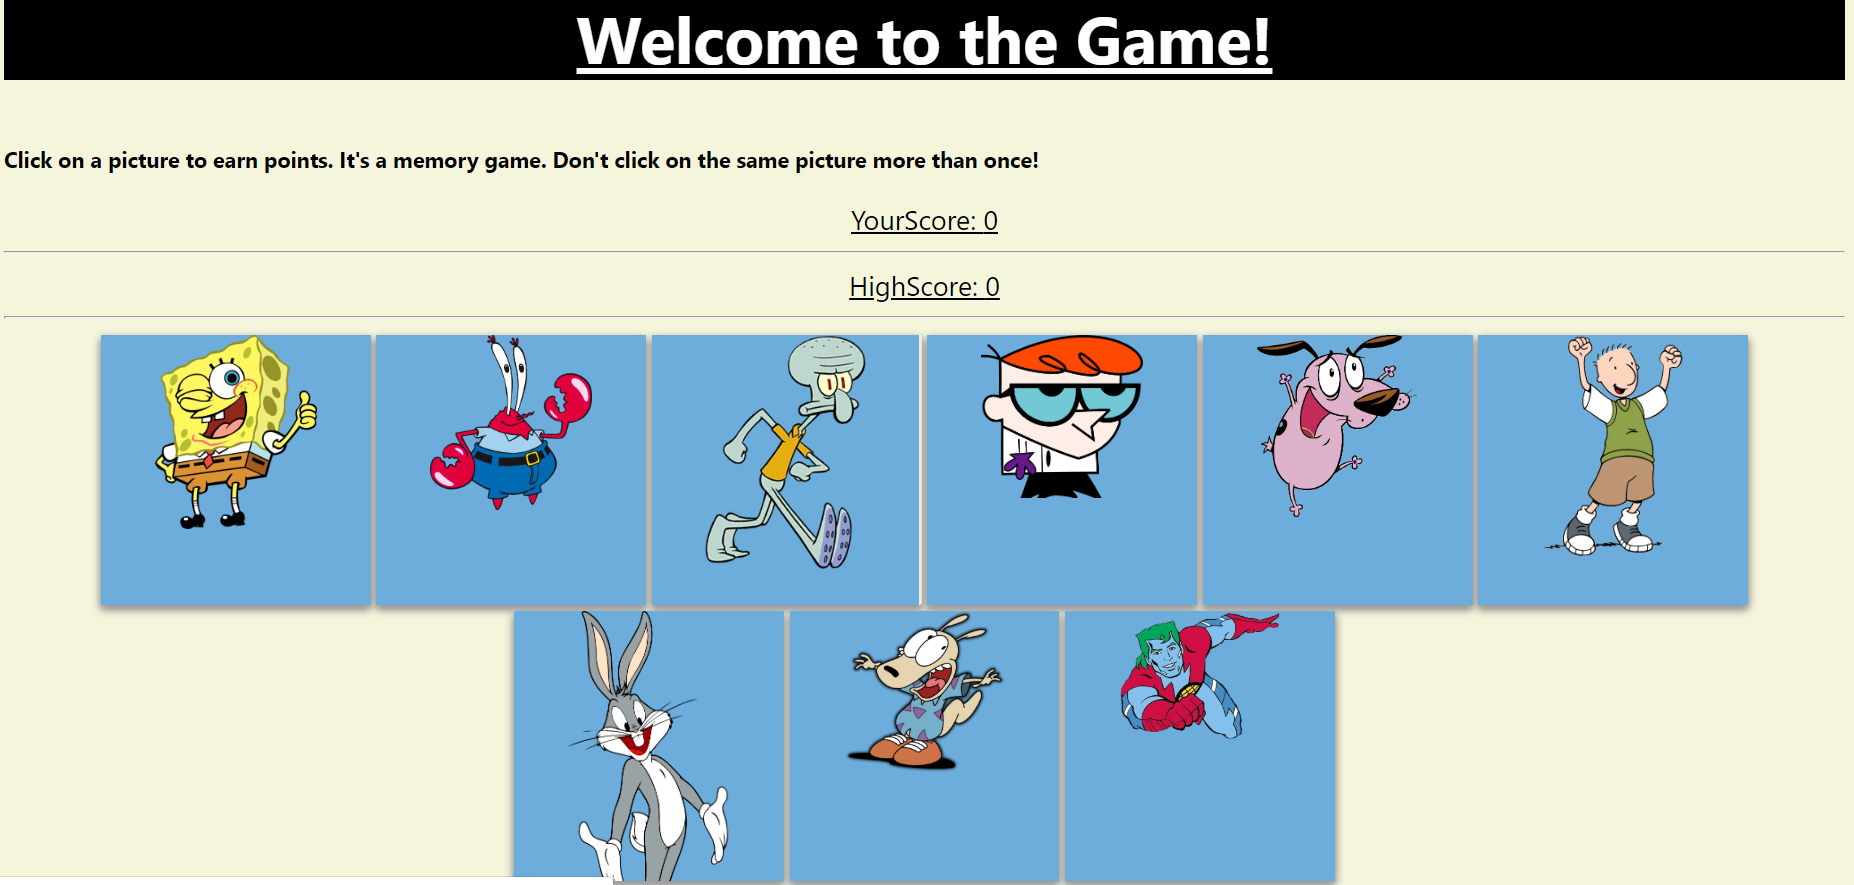 Welcome to the Game!
Click on a picture to earn points. It's a memory game. Don't click on the same picture more than once!
YourScore: 0
HighScore: 0